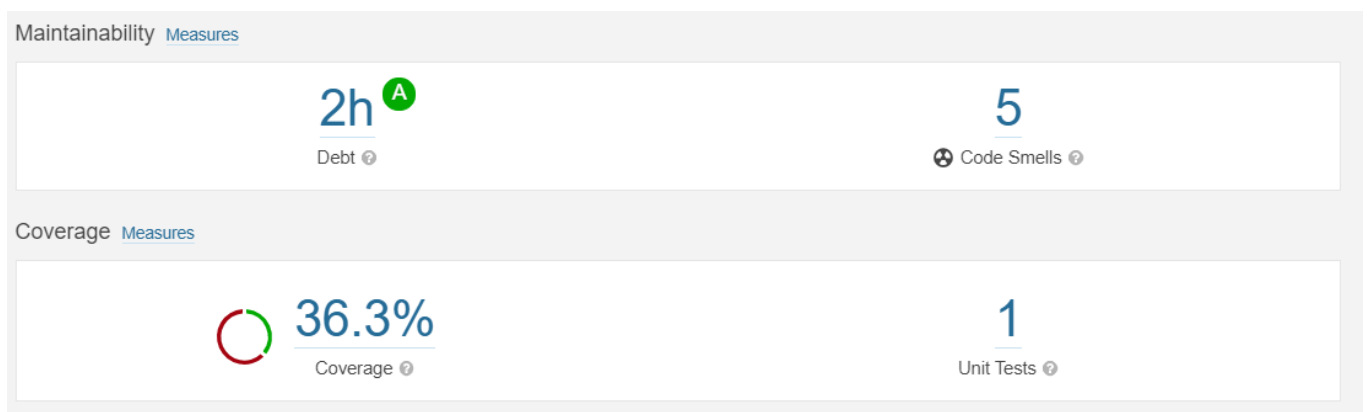 Maintainability Measures
2h A
Debt ?
5
Code Smells ?
Coverage Measures
36.3%
Coverage ?
1
Unit Tests ?